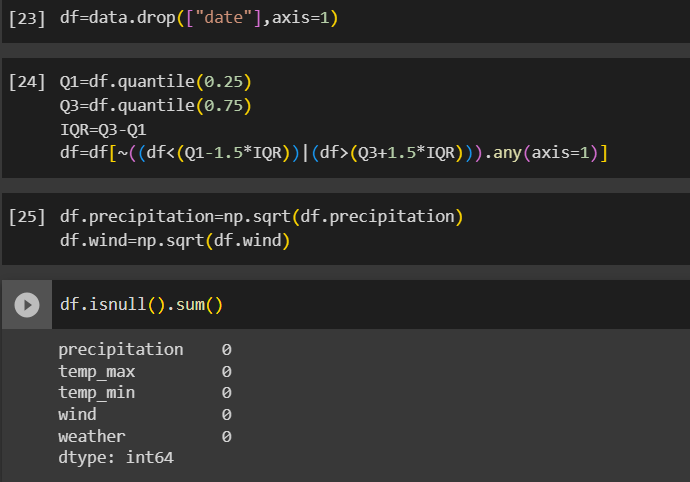 [23] df=data.drop(["date"],axis=1)
[24] Q1=df.quantile(0.25)
Q3=df.quantile(0.75)
IQR=Q3-Q1
df=df[~((df<(Q1-1.5*IQR))|(df>(Q3+1.5*IQR))).any(axis=1)]
[25] df.precipitation=np.sqrt(df.precipitation)
df.wind=np.sqrt(df.wind)
df.isnull().sum()
precipitation 0
temp_max 0
temp_min 0
wind 0
weather 0
dtype: int64